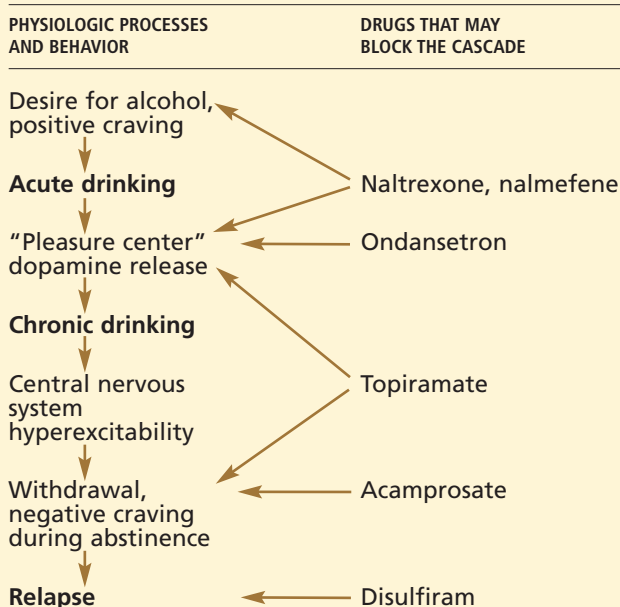 PHYSIOLOGIC PROCESSES
AND BEHAVIOR
DRUGS THAT MAY
BLOCK THE CASCADE
Desire for alcohol,
positive craving
Acute drinking
Naltrexone, nalmefene
“Pleasure center”
dopamine release
Ondansetron
Chronic drinking
Central nervous
system
hyperexcitability
Topiramate
Withdrawal,
negative craving
during abstinence
Acamprosate
Relapse
Disulfiram